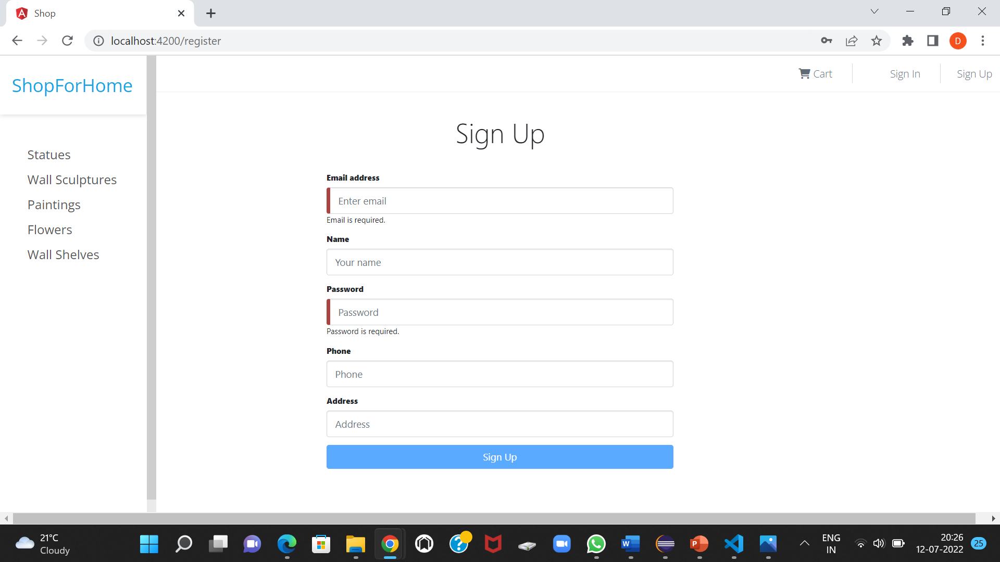 Shop
localhost:4200/register
ShopForHome
Cart
Sign In
Sign Up
Statues
Wall Sculptures
Paintings
Flowers
Wall Shelves
Sign Up
Email address
Enter email
Email is required.
Name
Your name
Password
Password
Password is required.
Phone
Phone
Address
Address
Sign Up
21°C
Cloudy
ENG
IN
20:26
12-07-2022
25